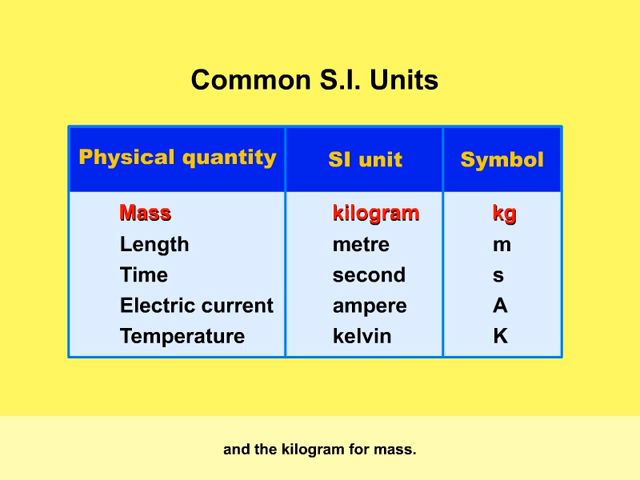 Common S.I. Units
Physical quantity SI unit Symbol
Mass kilogram kg
Length metre m
Time second s
Electric current ampere A
Temperature kelvin K
and the kilogram for mass.